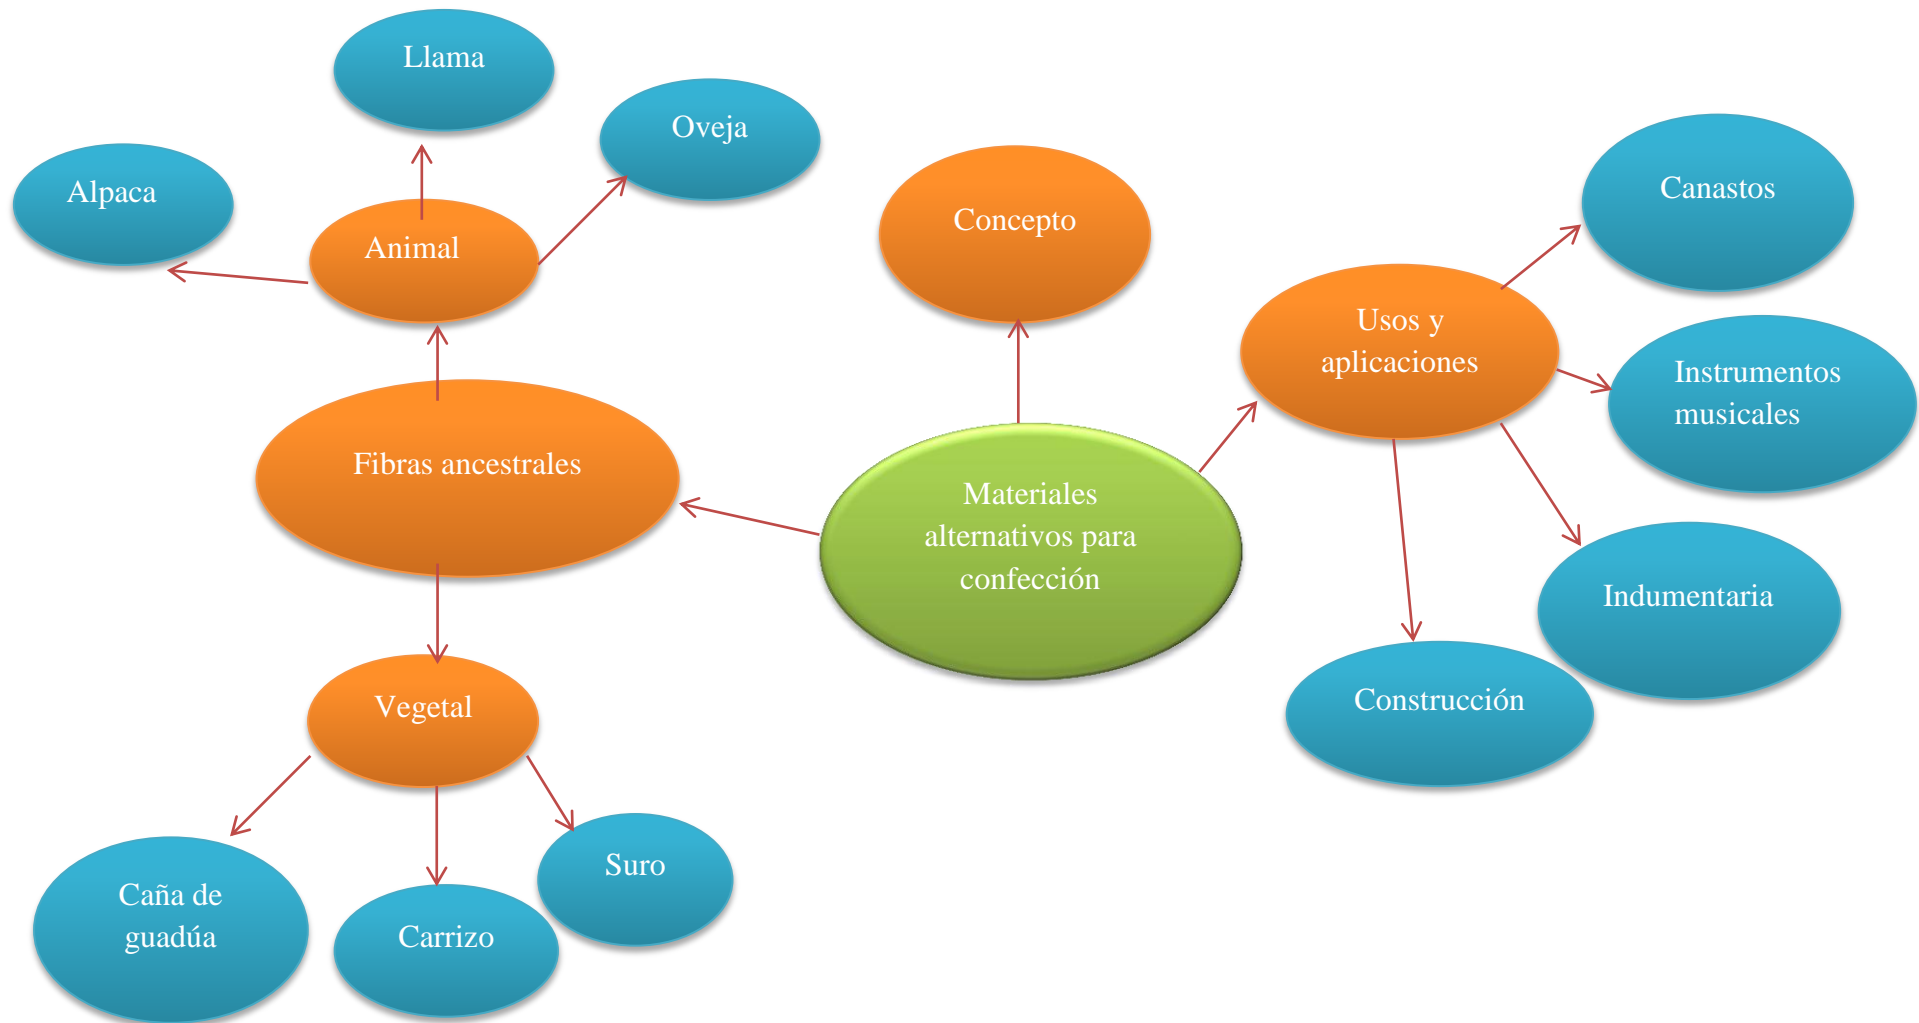 Llama
Oveja
Alpaca
Animal
Concepto
Canastos
Usos y
aplicaciones
Instrumentos
musicales
Fibras ancestrales
Materiales
alternativos para
confección
Indumentaria
Construcción
Vegetal
Suro
Caña de
guadúa
Carrizo